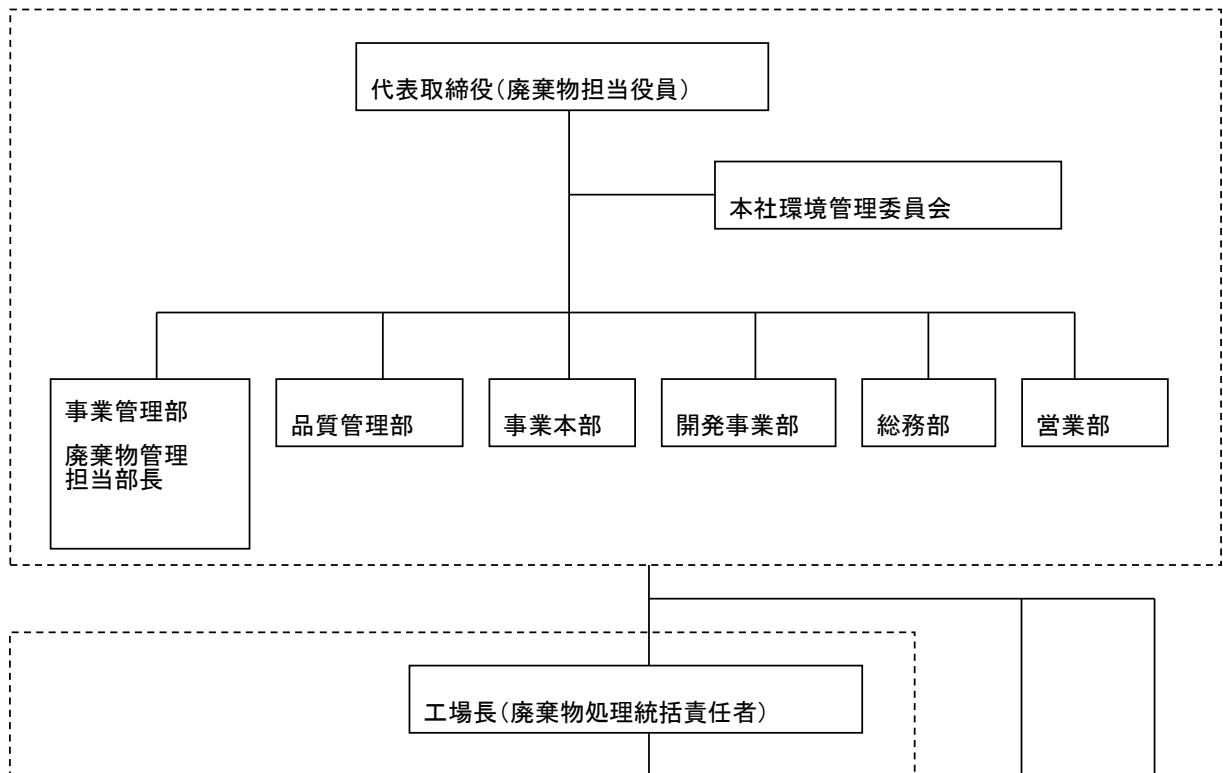 代表取締役(廃棄物担当役員)
本社環境管理委員会
事業管理部
廃棄物管理
担当部長
品質管理部
事業本部
開発事業部
総務部
営業部
工場長(廃棄物処理統括責任者)